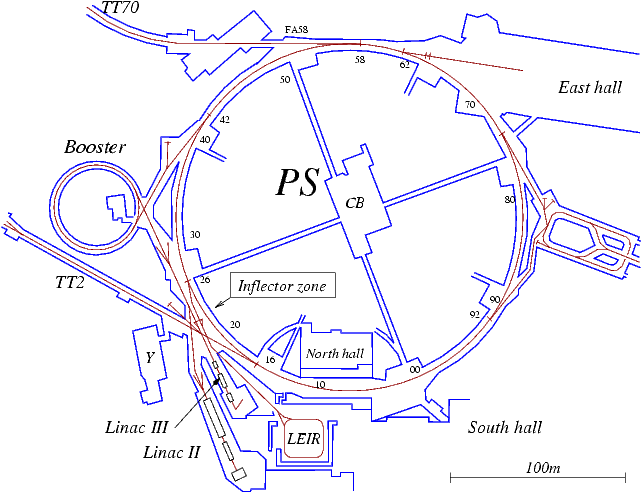 TT70
FA58
58
62
East hall
50
70
42
40
Booster
PS
CB
80
30
TT2
26
Inflector zone
90
92
20
Y
16
North hall
00
10
Linac III
Linac II
LEIR
South hall
100m